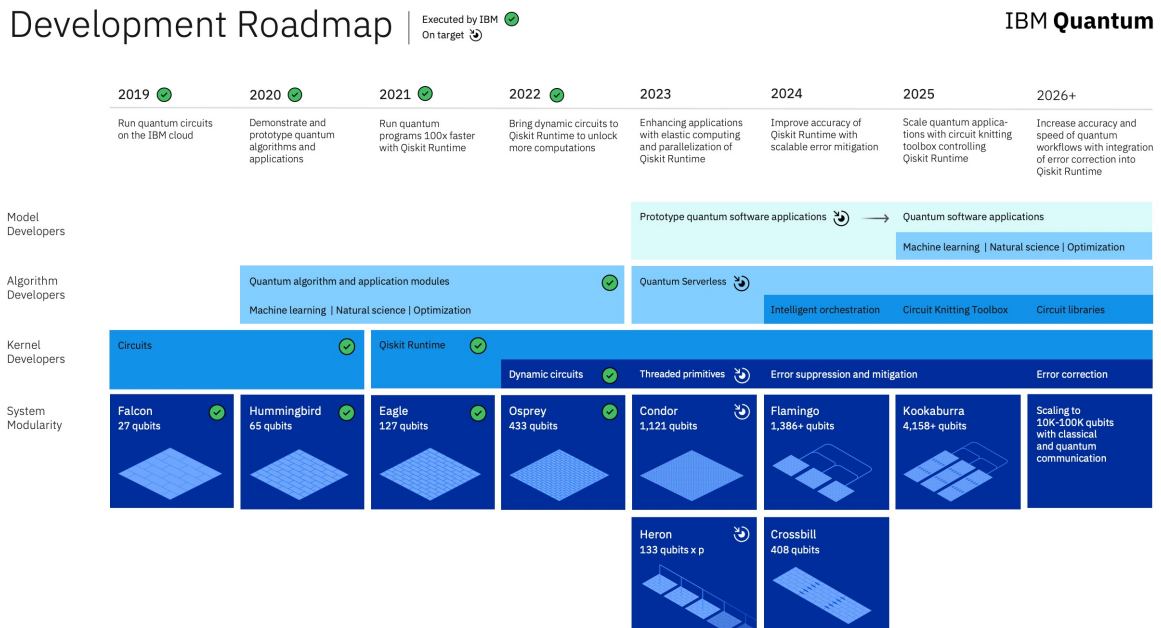 Development Roadmap
Executed by IBM
On target
IBM Quantum
2019
2020
2021
2022
2023
2024
2025
2026+
Run quantum circuits
on the IBM cloud
Demonstrate and
prototype quantum
algorithms and
applications
Run quantum
programs 100x faster
with Qiskit Runtime
Bring dynamic circuits to
Qiskit Runtime to unlock
more computations
Enhancing applications
with elastic computing
and parallelization of
Qiskit Runtime
Improve accuracy of
Qiskit Runtime with
scalable error mitigation
Scale quantum applica-
tions with circuit knitting
toolbox controlling
Qiskit Runtime
Increase accuracy and
speed of quantum
workflows with integration
of error correction into
Qiskit Runtime
Model
Developers
Prototype quantum software applications
Quantum software applications
Machine learning | Natural science | Optimization
Algorithm
Developers
Quantum algorithm and application modules
Machine learning | Natural science | Optimization
Quantum Serverless
Intelligent orchestration
Circuit Knitting Toolbox
Circuit libraries
Kernel
Developers
Circuits
Qiskit Runtime
Dynamic circuits
Threaded primitives
Error suppression and mitigation
Error correction
System
Modularity
Falcon
27 qubits
Hummingbird
65 qubits
Eagle
127 qubits
Osprey
433 qubits
Condor
1,121 qubits
Flamingo
1,386+ qubits
Kookaburra
4,158+ qubits
Scaling to
10K-100K qubits
with classical
and quantum
communication
Heron
133 qubits x p
Crossbill
408 qubits